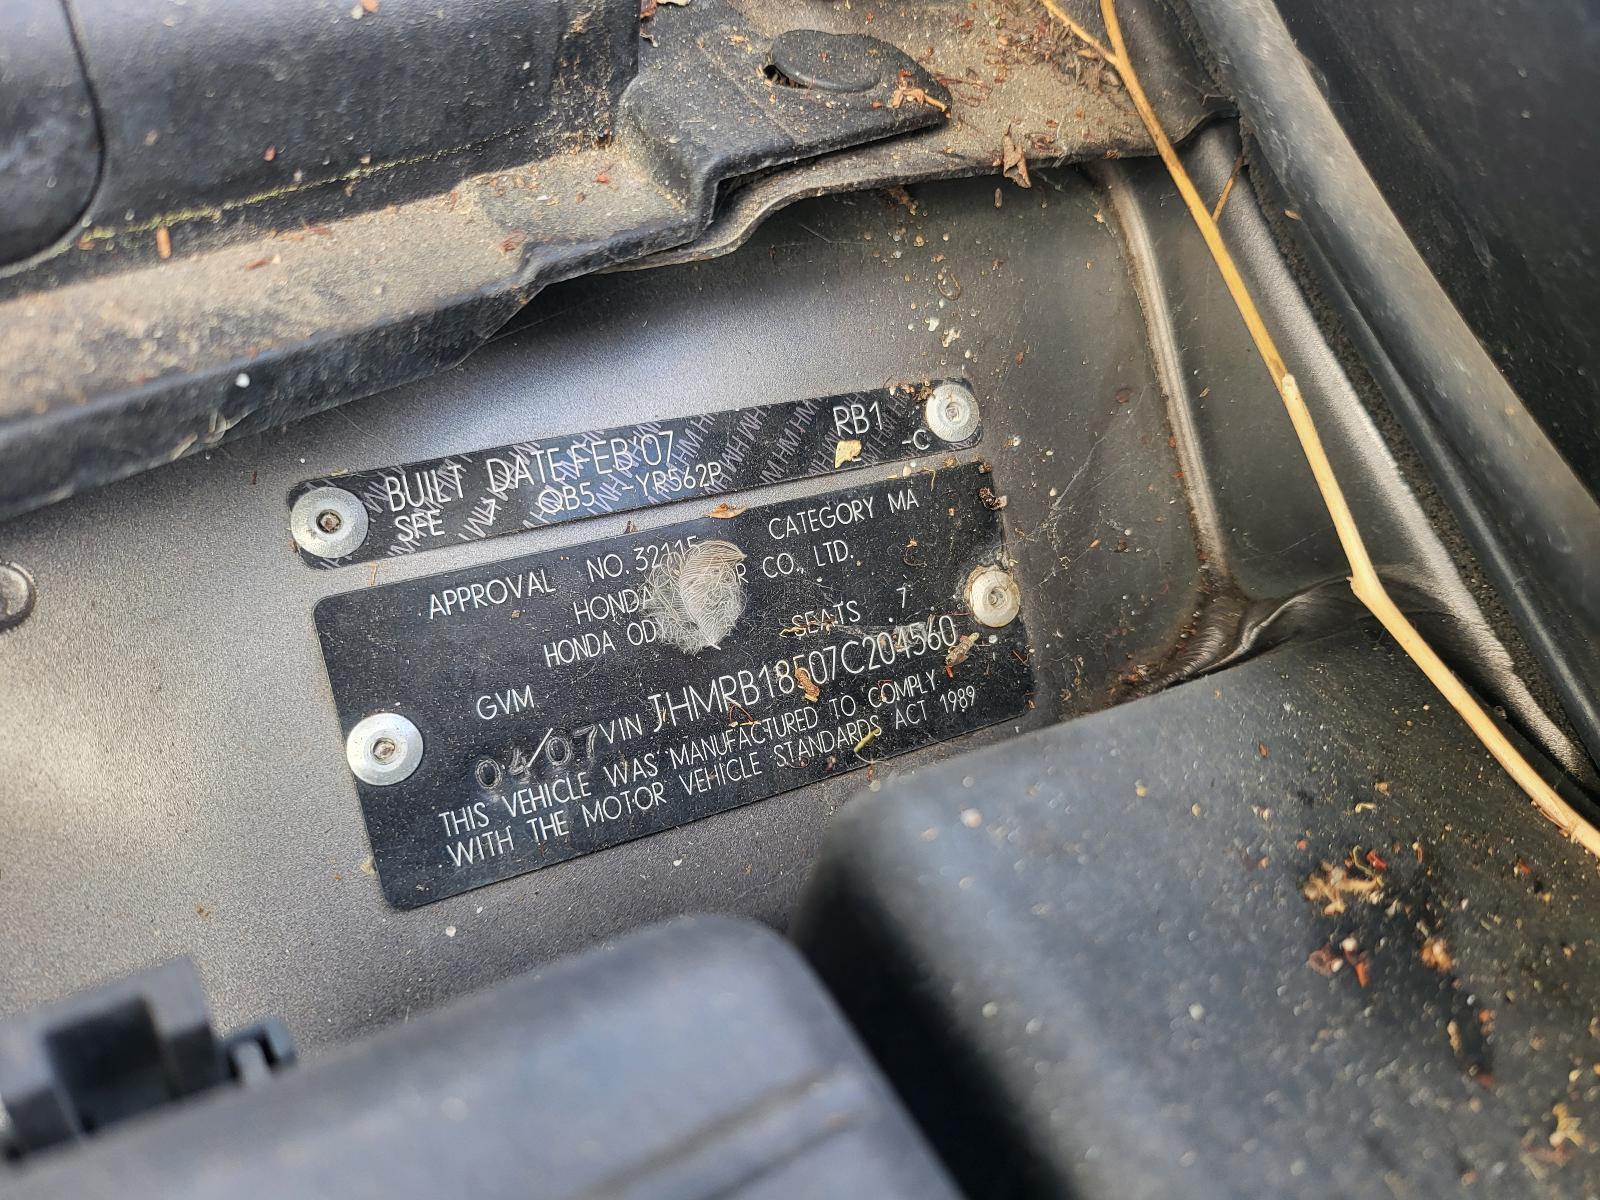 BUILT DATE FEB'07 RB1
SFE QB5 -YR562P -C
APPROVAL NO. 32115 CATEGORY MA
HONDA CO., LTD.
HONDA SEATS 7
GVM
04/07 VIN JHMRB18507C204560
THIS VEHICLE WAS MANUFACTURED TO COMPLY
WITH THE MOTOR VEHICLE STANDARDS ACT 1989